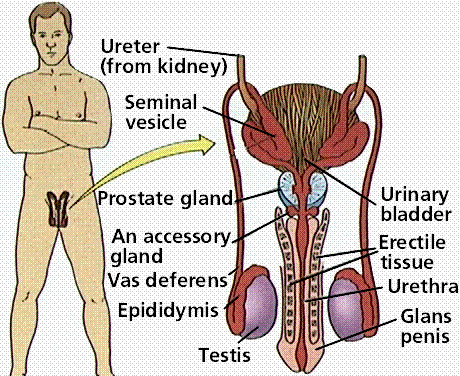 Ureter
(from kidney)
Seminal
vesicle
Prostate gland
An accessory
gland
Vas deferens
Epididymis
Testis
Urinary
bladder
Erectile
tissue
Urethra
Glans
penis